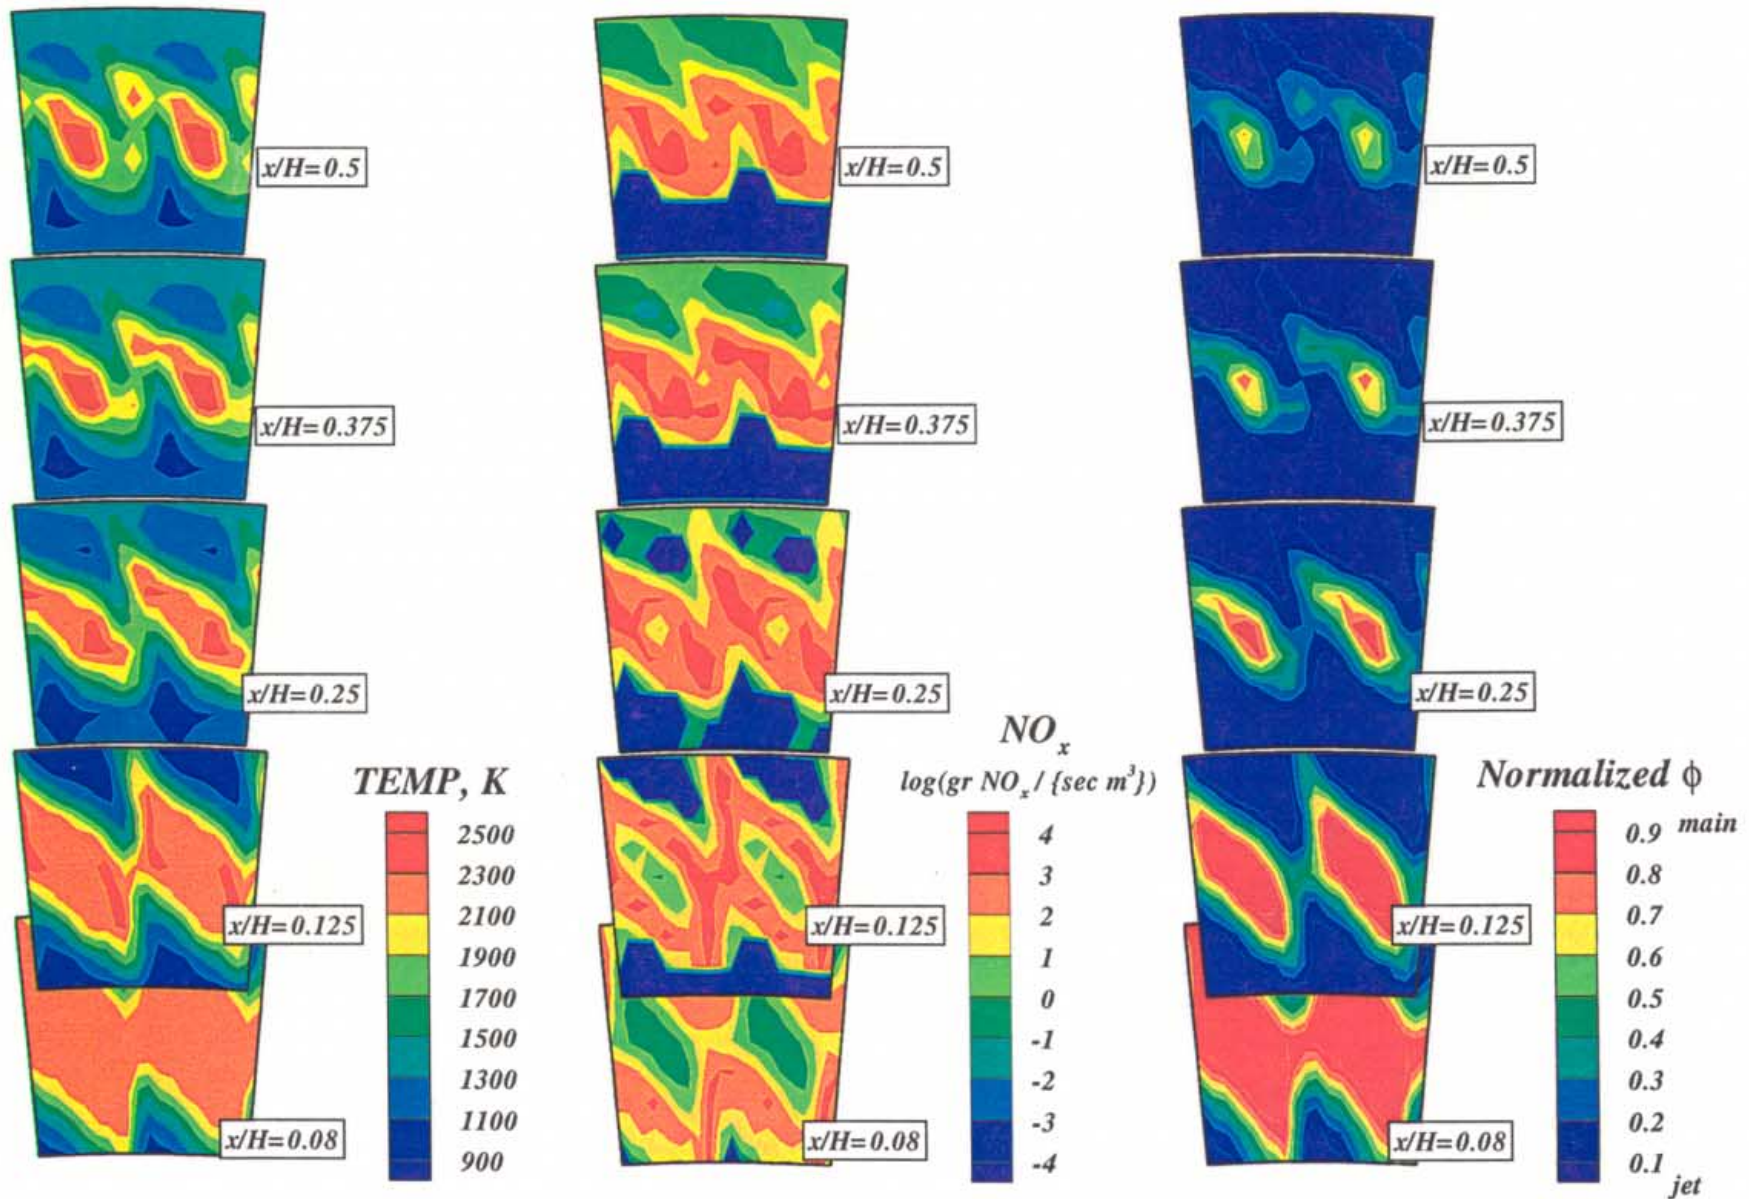 x/H=0.5
x/H=0.375
x/H=0.25
x/H=0.125
x/H=0.08
TEMP, K
2500
2300
2100
1900
1700
1500
1300
1100
900
x/H=0.5
x/H=0.375
x/H=0.25
x/H=0.125
x/H=0.08
NOx
log(gr NOx / {sec m³})
4
3
2
1
0
-1
-2
-3
-4
x/H=0.5
x/H=0.375
x/H=0.25
x/H=0.125
x/H=0.08
Normalized ϕ
0.9 main
0.8
0.7
0.6
0.5
0.4
0.3
0.2
0.1
jet